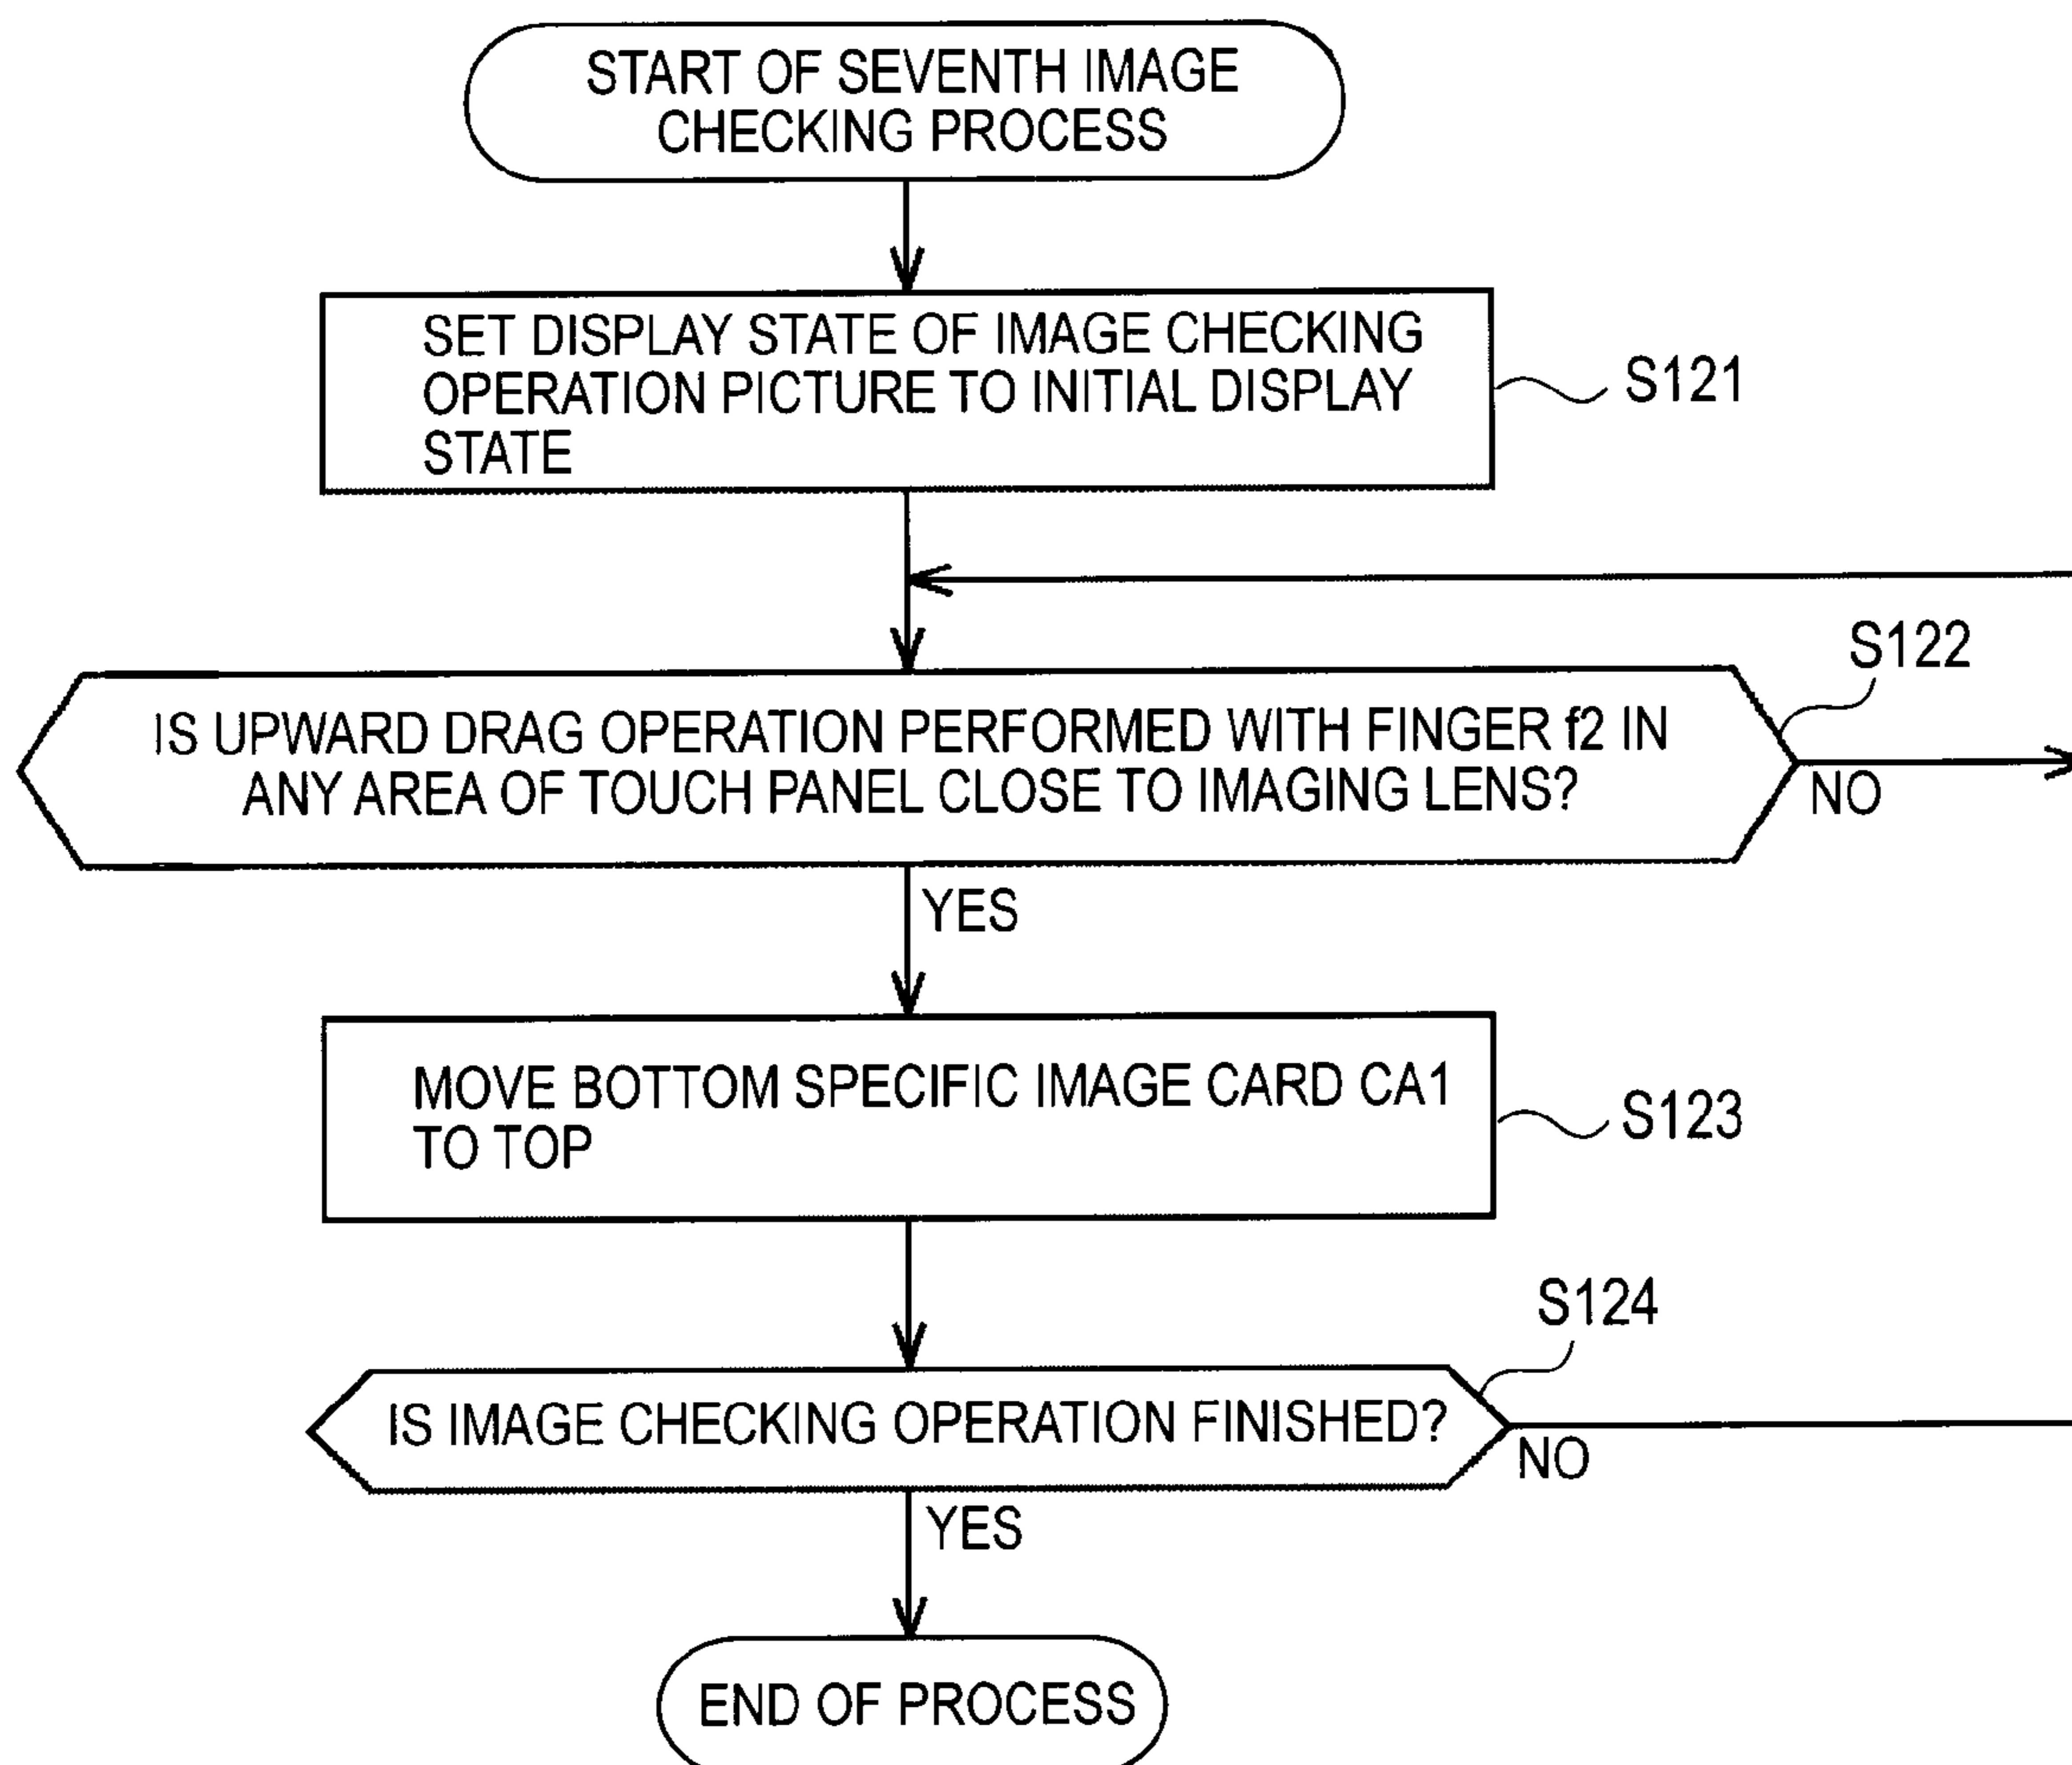 START OF SEVENTH IMAGE
CHECKING PROCESS
SET DISPLAY STATE OF IMAGE CHECKING
OPERATION PICTURE TO INITIAL DISPLAY
STATE
S121
S122
IS UPWARD DRAG OPERATION PERFORMED WITH FINGER f2 IN
ANY AREA OF TOUCH PANEL CLOSE TO IMAGING LENS?
NO
YES
MOVE BOTTOM SPECIFIC IMAGE CARD CA1
TO TOP
S123
S124
IS IMAGE CHECKING OPERATION FINISHED?
NO
YES
END OF PROCESS